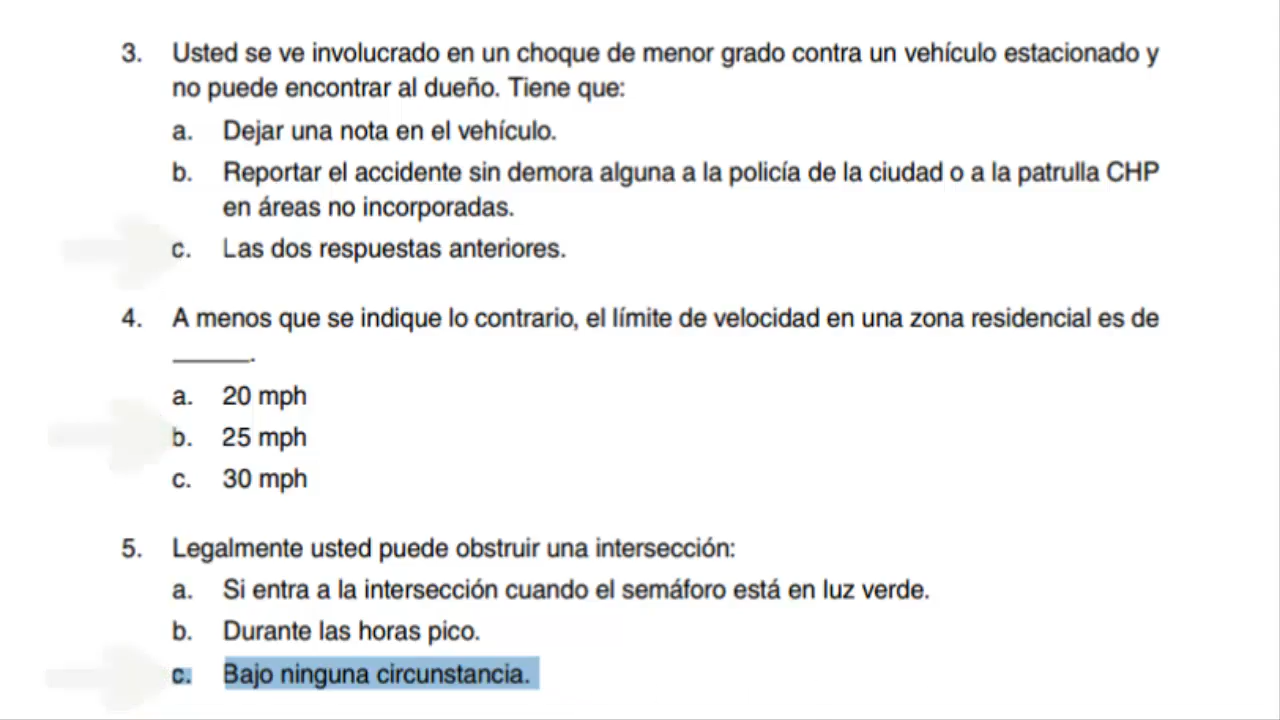 3. Usted se ve involucrado en un choque de menor grado contra un vehículo estacionado y
no puede encontrar al dueño. Tiene que:
a. Dejar una nota en el vehículo.
b. Reportar el accidente sin demora alguna a la policía de la ciudad o a la patrulla CHP
en áreas no incorporadas.
c. Las dos respuestas anteriores.
4. A menos que se indique lo contrario, el límite de velocidad en una zona residencial es de
______.
a. 20 mph
b. 25 mph
c. 30 mph
5. Legalmente usted puede obstruir una intersección:
a. Si entra a la intersección cuando el semáforo está en luz verde.
b. Durante las horas pico.
c. Bajo ninguna circunstancia.